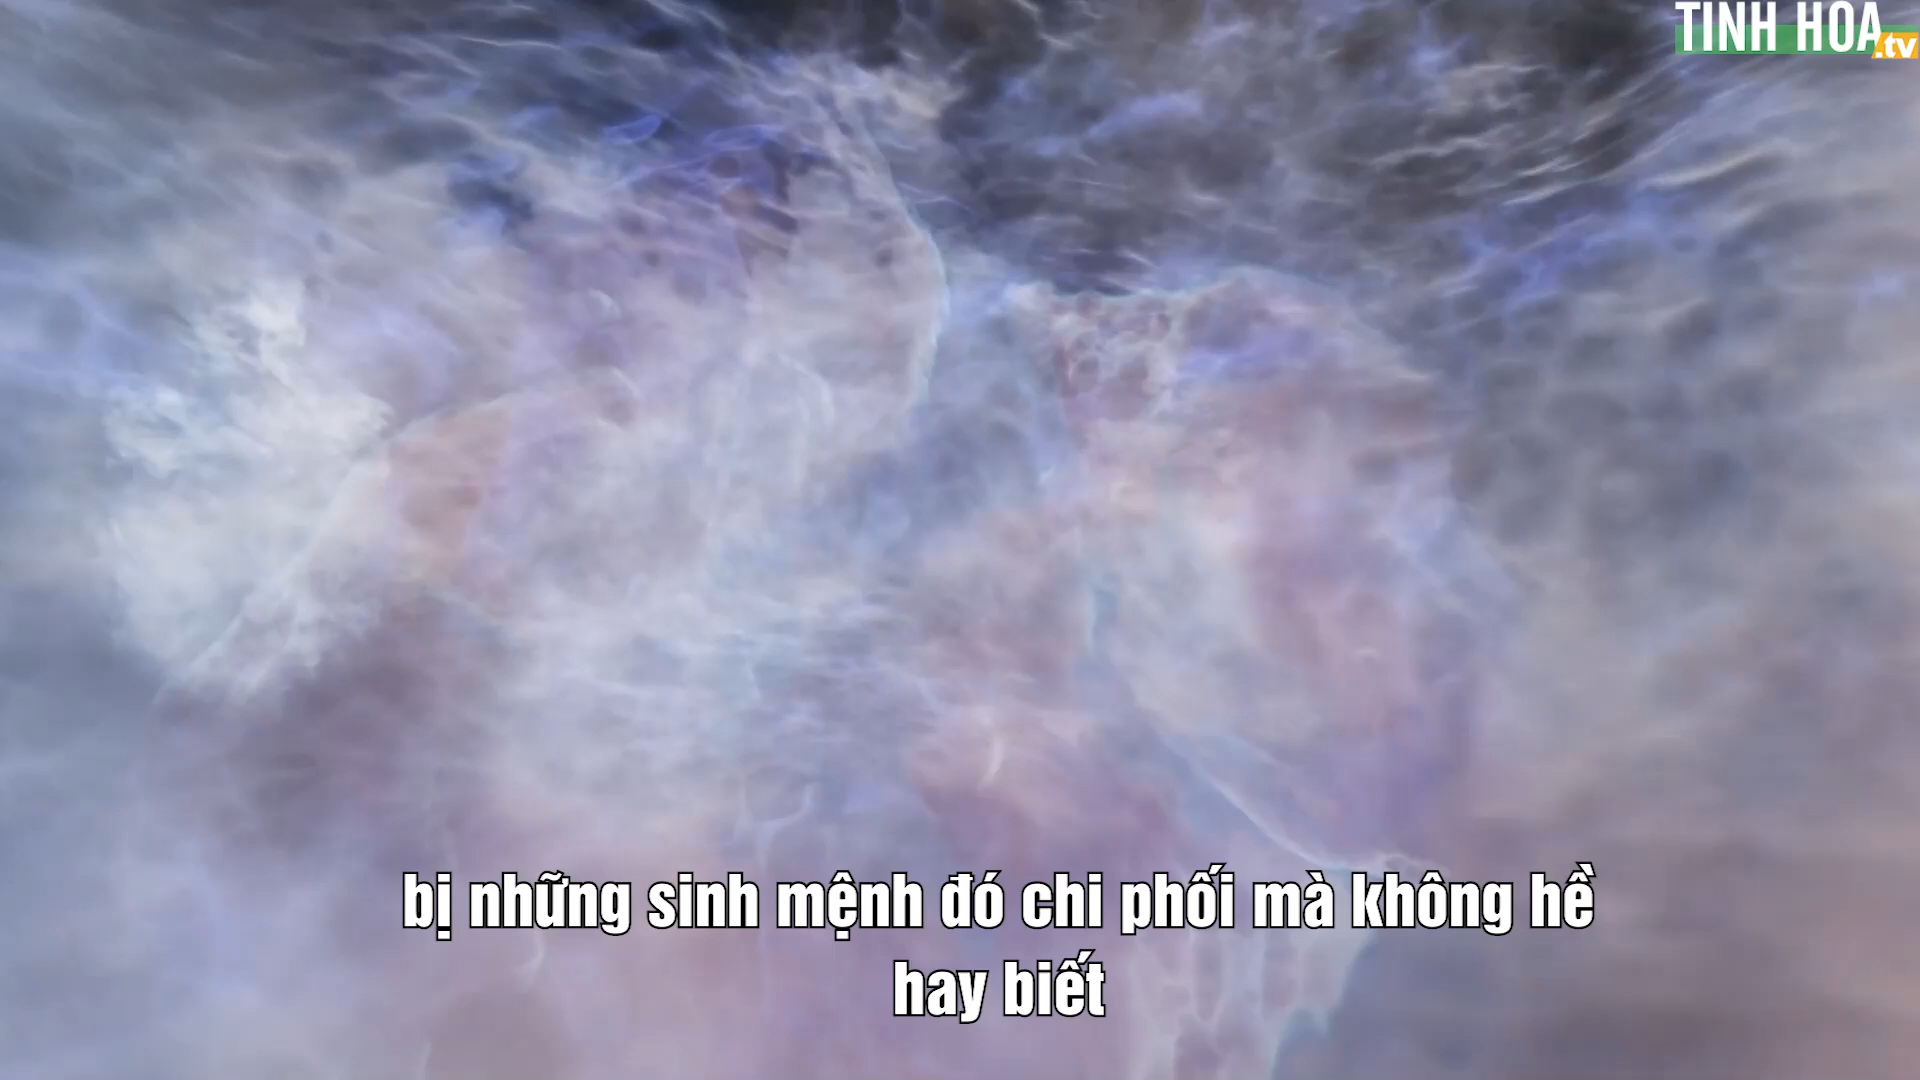 TINH HOA
.tv
bị những sinh mệnh đó chi phối mà không hề
hay biết